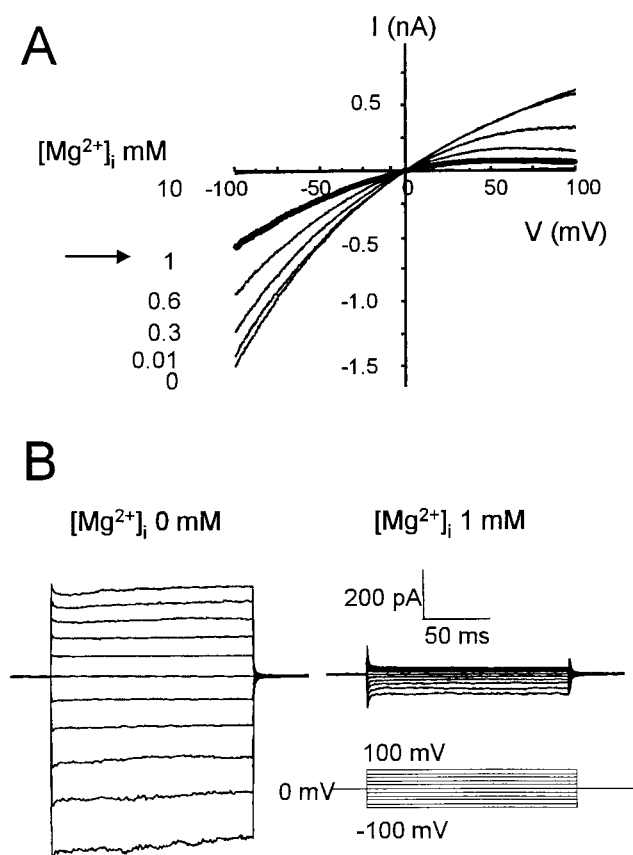 A
I (nA)
0.5
[Mg²⁺]ᵢ mM
10
-100
-50
0
50
100
V (mV)
-0.5
1
-1.0
0.6
0.3
0.01
-1.5
0
B
[Mg²⁺]ᵢ 0 mM
[Mg²⁺]ᵢ 1 mM
200 pA
50 ms
100 mV
0 mV
-100 mV